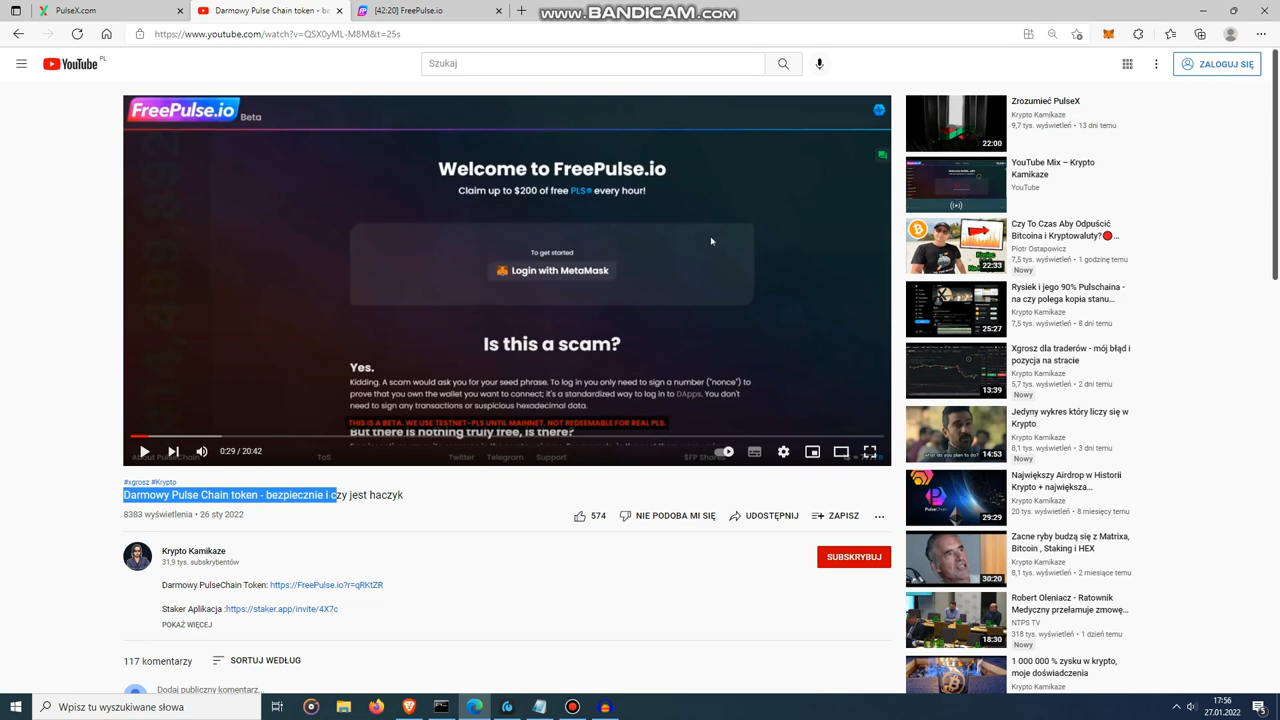 PulseX.com
Darmowy Pulse Chain token - be
[42:20] FreePulse.io
www.BANDICAM.com
https://www.youtube.com/watch?v=QSX0yML-M8M&t=25s
YouTube PL
Szukaj
ZALOGUJ SIĘ
FreePulse.io Beta
Welcome to FreePulse.io
Claim up to $200 of free PLS every hour!
To get started
Login with MetaMask
Is this a scam?
Yes.
Kidding. A scam would ask you for your seed phrase. To log in you only need to sign a number ("nonce") to
prove that you own the wallet you want to connect; it's a standardized way to log in to DApps. You don't
need to sign any transactions or suspicious hexadecimal data.
THIS IS A BETA. WE USE TESTNET-PLS UNTIL MAINNET. NOT REDEEMABLE FOR REAL PLS.
But there is nothing truly free, is there?
ToS Twitter Telegram Support $FP Shares
0:29 / 20:42
#xgrosz #Krypto
Darmowy Pulse Chain token - bezpiecznie i czy jest haczyk
8383 wyświetlenia • 26 sty 2022
574 NIE PODOBA MI SIĘ UDOSTĘPNIJ ZAPISZ
Krypto Kamikaze
31,9 tys. subskrybentów
SUBSKRYBUJ
Darmowy PulseChain Token: https://FreePulse.io?r=qRKtZR
Staker Aplikacja :https://staker.app/invite/4X7c
POKAŻ WIĘCEJ
117 komentarzy SORTUJ WEDŁUG
Dodaj publiczny komentarz...
22:00
Zrozumieć PulseX
Krypto Kamikaze
9,7 tys. wyświetleń • 13 dni temu
YouTube Mix – Krypto
Kamikaze
YouTube
22:33
Czy To Czas Aby Odpuścić
Bitcoina i Kryptowaluty?🔴...
Piotr Ostapowicz
7,5 tys. wyświetleń • 1 godzinę temu
Nowy
25:27
Rysiek i jego 90% Pulschaina -
na czy polega kopia stanu...
Krypto Kamikaze
7,5 tys. wyświetleń • 8 dni temu
13:39
Xgrosz dla traderów - mój błąd i
pozycja na stracie
Krypto Kamikaze
5,7 tys. wyświetleń • 2 dni temu
Nowy
14:53
Jedyny wykres który liczy się w
Krypto
Krypto Kamikaze
8,1 tys. wyświetleń • 3 dni temu
Nowy
PulseChain
29:29
Największy Airdrop w Historii
Krypto + największa...
Krypto Kamikaze
20 tys. wyświetleń • 8 miesięcy temu
30:20
Zacne ryby budzą się z Matrixa,
Bitcoin , Staking i HEX
Krypto Kamikaze
8,1 tys. wyświetleń • 2 miesiące temu
18:30
Robert Oleniacz - Ratownik
Medyczny przełamuje zmowę...
NTPS TV
318 tys. wyświetleń • 1 dzień temu
Nowy
1 000 000 % zysku w krypto,
moje doświadczenia
Krypto Kamikaze
Wpisz tu wyszukiwane słowa
17:56
27.01.2022